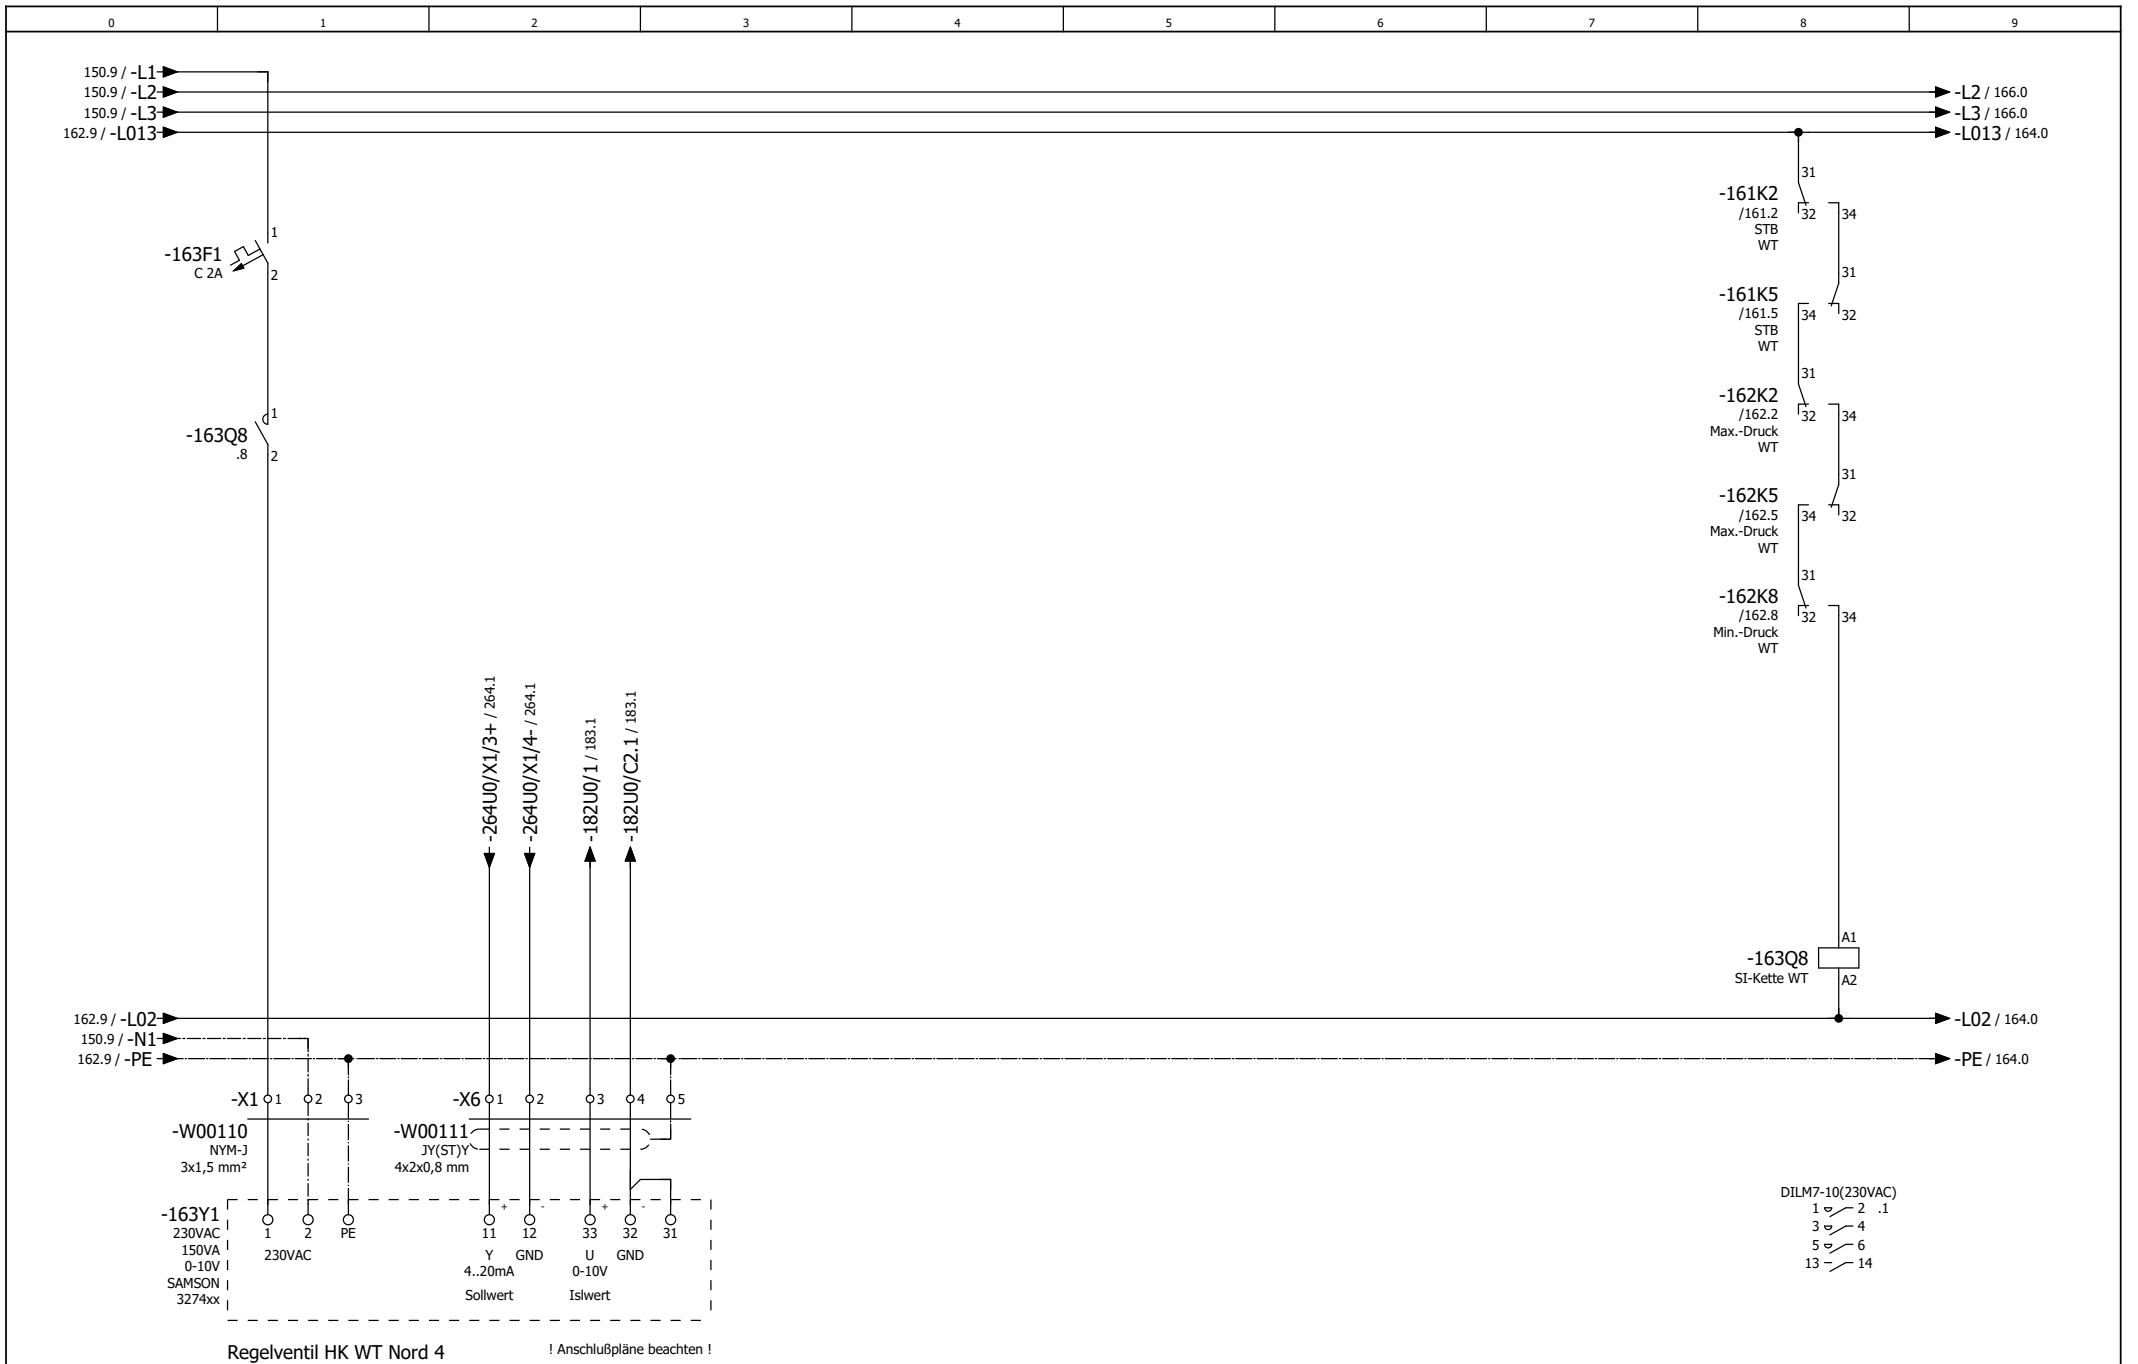 0 1 2 3 4 5 6 7 8 9
150.9 / -L1
150.9 / -L2
-L2 / 166.0
150.9 / -L3
-L3 / 166.0
162.9 / -L013
-L013 / 164.0
-163F1
C 2A
1
2
-163Q8
.8
1
2
31
-161K2
/161.2
STB
WT
32 34
31
-161K5
/161.5
STB
WT
34 32
31
-162K2
/162.2
Max.-Druck
WT
32 34
31
-162K5
/162.5
Max.-Druck
WT
34 32
31
-162K8
/162.8
Min.-Druck
WT
32 34
-264U0/X1/3+ / 264.1
-264U0/X1/4- / 264.1
-182U0/1 / 183.1
-182U0/C2.1 / 183.1
A1
-163Q8
SI-Kette WT
A2
162.9 / -L02
-L02 / 164.0
150.9 / -N1
162.9 / -PE
-PE / 164.0
-X1 1 2 3
-X6 1 2 3 4 5
-W00110
NYM-J
3x1,5 mm²
-W00111
JY(ST)Y
4x2x0,8 mm
-163Y1
230VAC
150VA
0-10V
SAMSON
3274xx
1 2 PE
230VAC
+ - + -
11 12 33 32 31
Y GND U GND
4..20mA 0-10V
Sollwert Islwert
Regelventil HK WT Nord 4
! Anschlußpläne beachten !
DILM7-10(230VAC)
1 2 .1
3 4
5 6
13 14